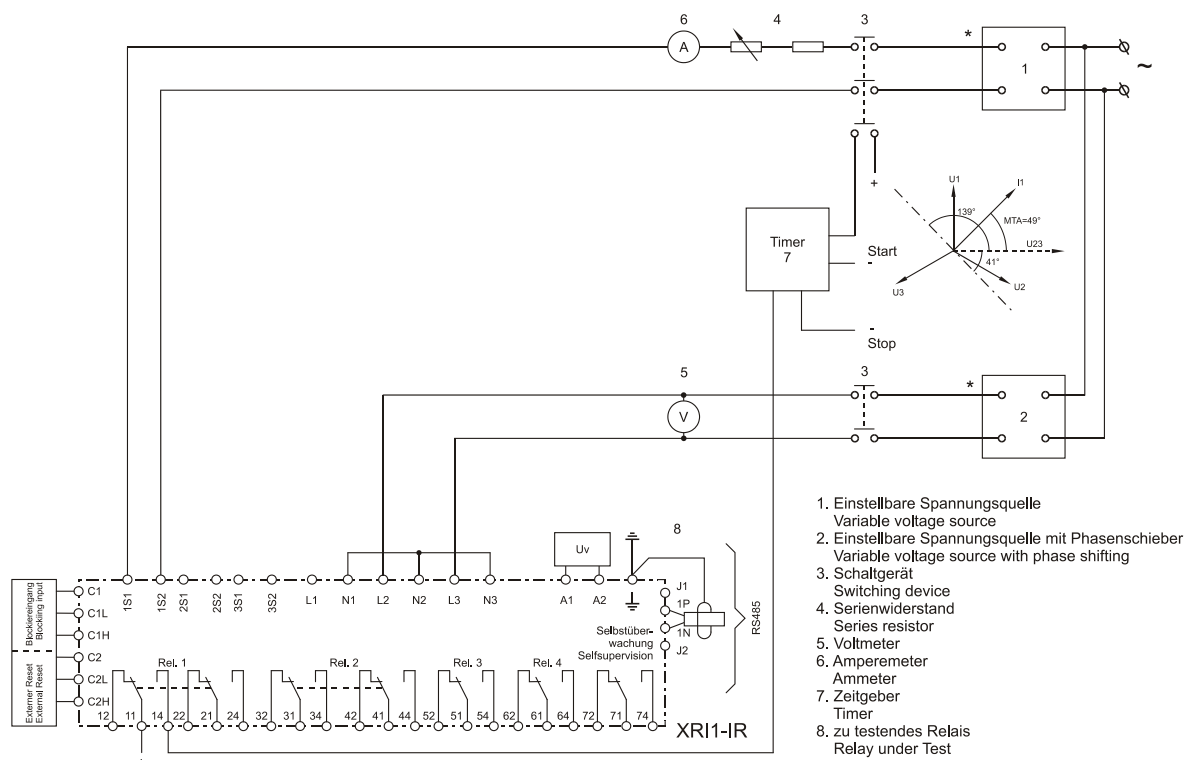 6
4
3
A
*
1
~
+
Timer
7
Start
-
Stop
-
U1
I1
139°
MTA=49°
U23
41°
U3
U2
5
3
V
*
2
1. Einstellbare Spannungsquelle
Variable voltage source
2. Einstellbare Spannungsquelle mit Phasenschieber
Variable voltage source with phase shifting
3. Schaltgerät
Switching device
4. Serienwiderstand
Series resistor
5. Voltmeter
6. Amperemeter
Ammeter
7. Zeitgeber
Timer
8. zu testendes Relais
Relay under Test
Uv
8
RS485
1S1 1S2 2S1 2S2 3S1 3S2 L1 N1 L2 N2 L3 N3 A1 A2
J1
1P
1N
J2
Selbstüber-
wachung
Selfsupervision
Blockiereingang
Blockiing input
C1
C1L
C1H
Externer Reset
External Reset
C2
C2L
C2H
Rel. 1 Rel. 2 Rel. 3 Rel. 4
12 11 14 22 21 24 32 31 34 42 41 44 52 51 54 62 61 64 72 71 74
XRI1-IR